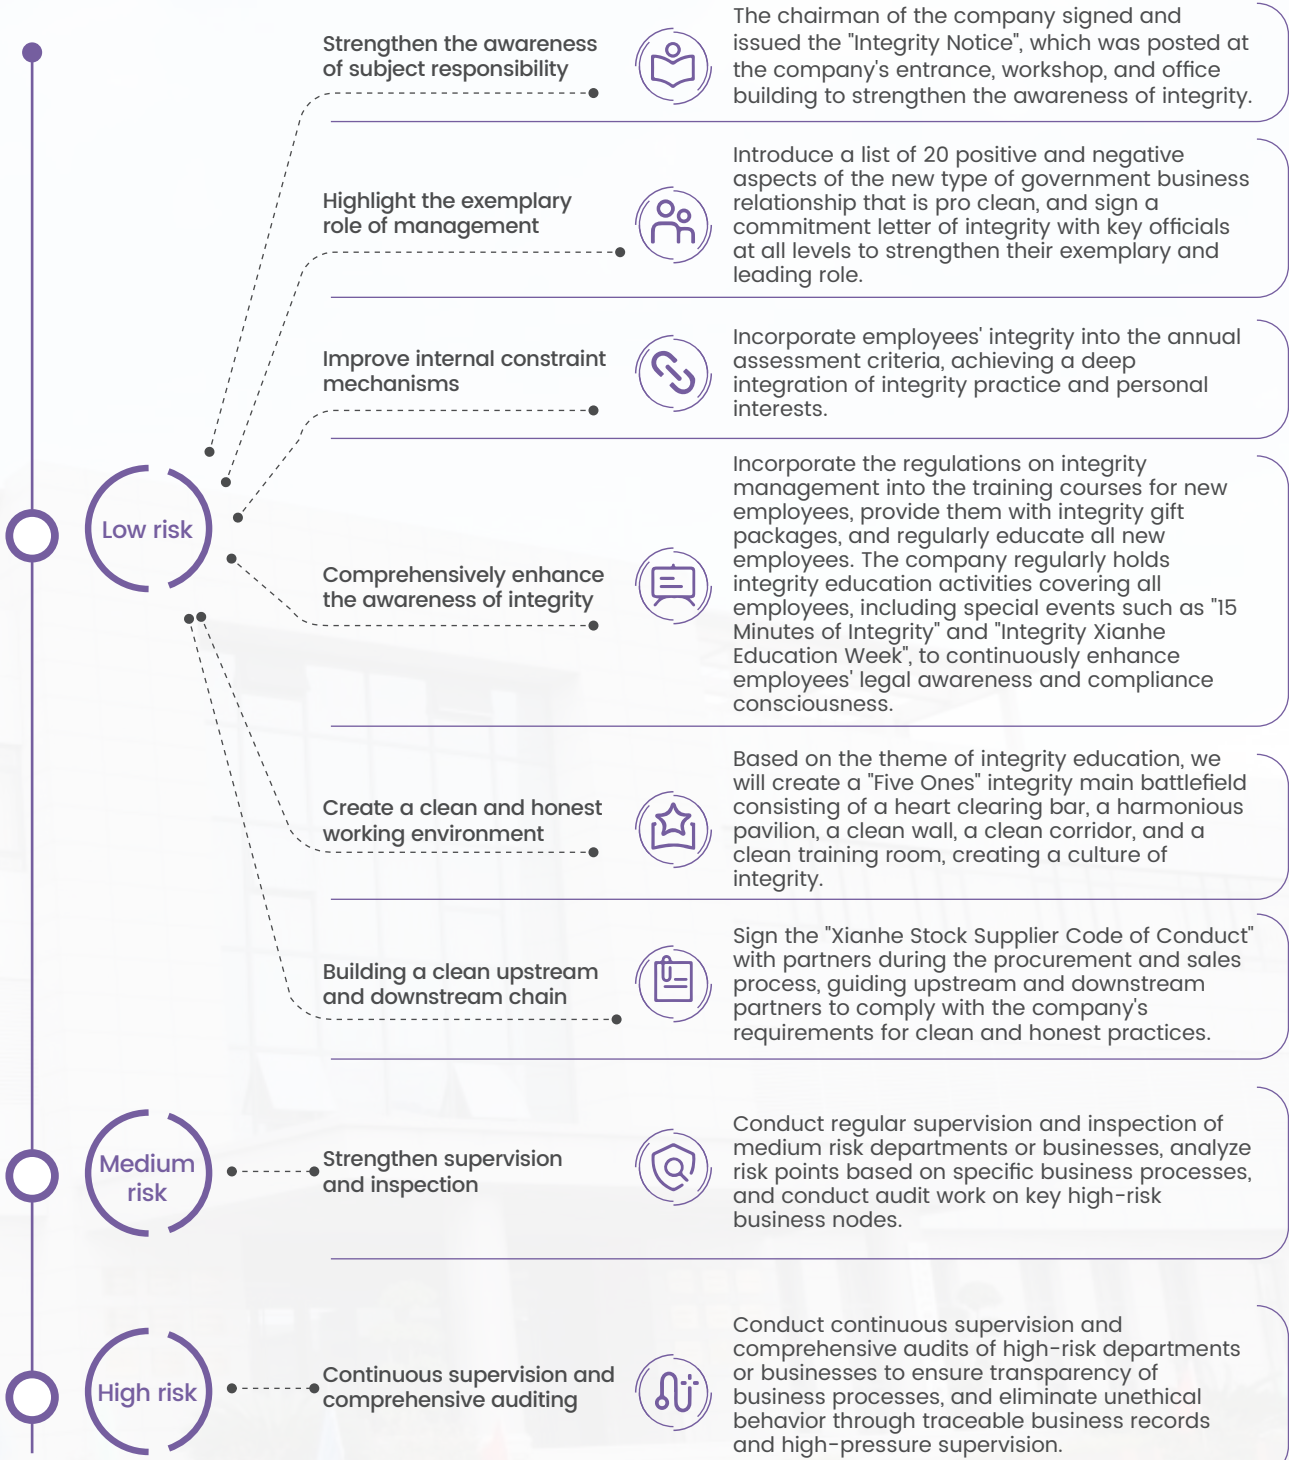 Strengthen the awareness
of subject responsibility
The chairman of the company signed and
issued the "Integrity Notice", which was posted at
the company's entrance, workshop, and office
building to strengthen the awareness of integrity.
Highlight the exemplary
role of management
Introduce a list of 20 positive and negative
aspects of the new type of government business
relationship that is pro clean, and sign a
commitment letter of integrity with key officials
at all levels to strengthen their exemplary and
leading role.
Improve internal constraint
mechanisms
Incorporate employees' integrity into the annual
assessment criteria, achieving a deep
integration of integrity practice and personal
interests.
Low risk
Comprehensively enhance
the awareness of integrity
Incorporate the regulations on integrity
management into the training courses for new
employees, provide them with integrity gift
packages, and regularly educate all new
employees. The company regularly holds
integrity education activities covering all
employees, including special events such as "15
Minutes of Integrity" and "Integrity Xianhe
Education Week", to continuously enhance
employees' legal awareness and compliance
consciousness.
Create a clean and honest
working environment
Based on the theme of integrity education, we
will create a "Five Ones" integrity main battlefield
consisting of a heart clearing bar, a harmonious
pavilion, a clean wall, a clean corridor, and a
clean training room, creating a culture of
integrity.
Building a clean upstream
and downstream chain
Sign the "Xianhe Stock Supplier Code of Conduct"
with partners during the procurement and sales
process, guiding upstream and downstream
partners to comply with the company's
requirements for clean and honest practices.
Medium
risk
Strengthen supervision
and inspection
Conduct regular supervision and inspection of
medium risk departments or businesses, analyze
risk points based on specific business processes,
and conduct audit work on key high-risk
business nodes.
High risk
Continuous supervision and
comprehensive auditing
Conduct continuous supervision and
comprehensive audits of high-risk departments
or businesses to ensure transparency of
business processes, and eliminate unethical
behavior through traceable business records
and high-pressure supervision.